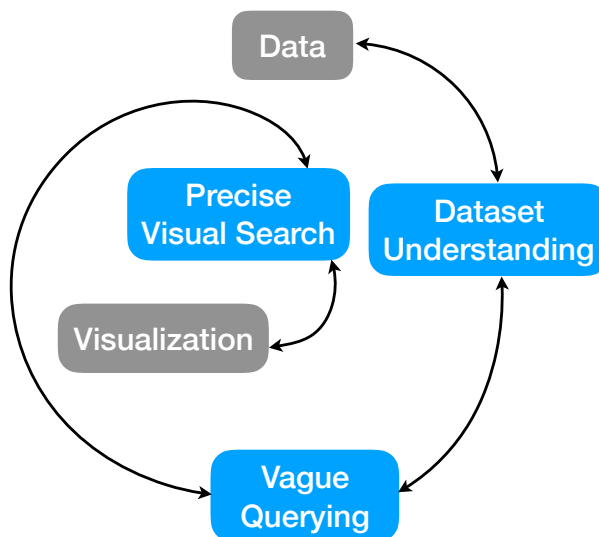 Data
Precise
Visual Search
Dataset
Understanding
Visualization
Vague
Querying